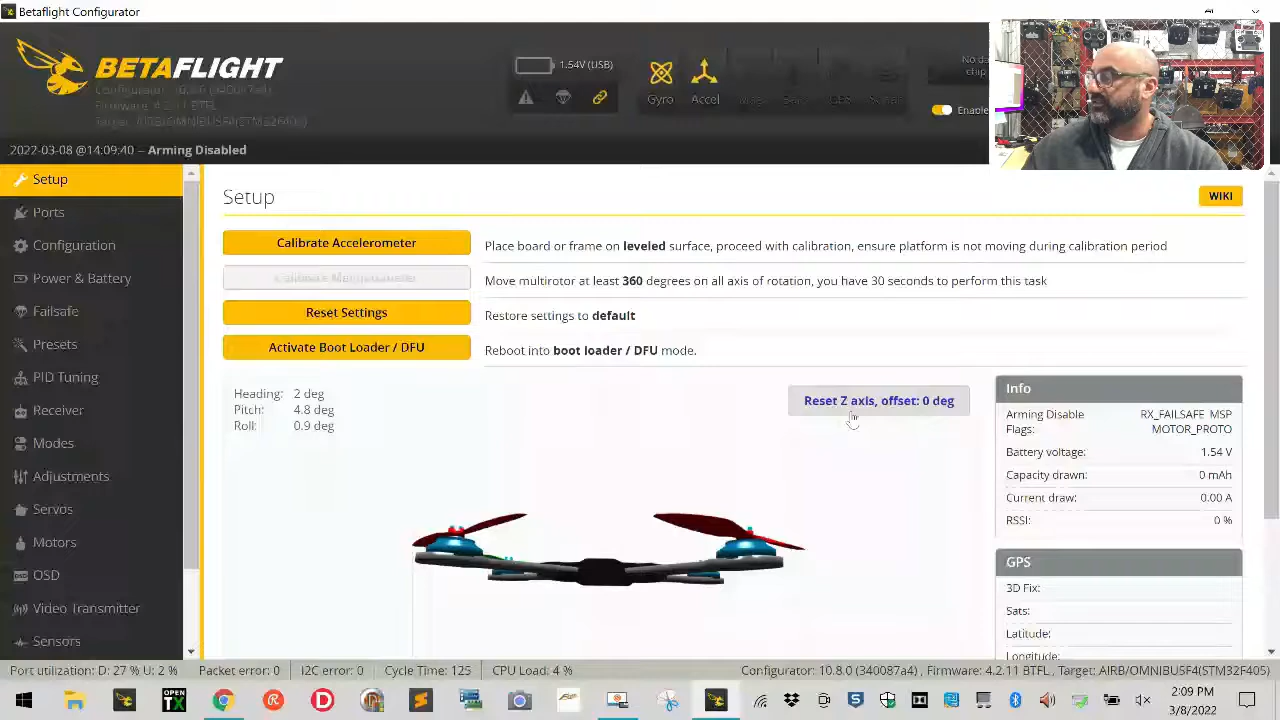 Betaflight Configurator
BETAFLIGHT
1.54V (USB)
Gyro
Accel
Enable
2022-03-08 @14:09:40 -- Arming Disabled
Setup
Ports
Configuration
Power & Battery
Failsafe
Presets
PID Tuning
Receiver
Modes
Adjustments
Servos
Motors
OSD
Video Transmitter
Sensors
Setup
WIKI
Calibrate Accelerometer
Place board or frame on leveled surface, proceed with calibration, ensure platform is not moving during calibration period
Calibrate Magnetometer
Move multirotor at least 360 degrees on all axis of rotation, you have 30 seconds to perform this task
Reset Settings
Restore settings to default
Activate Boot Loader / DFU
Reboot into boot loader / DFU mode.
Heading: 2 deg
Pitch: 4.8 deg
Roll: 0.9 deg
Reset Z axis, offset: 0 deg
Info
Arming Disable Flags: RX_FAILSAFE MSP MOTOR_PROTO
Battery voltage: 1.54 V
Capacity drawn: 0 mAh
Current draw: 0.00 A
RSSI: 0 %
GPS
3D Fix:
Sats:
Latitude:
Longitude:
Port utilization: D: 27 % U: 2 %
Packet error: 0
I2C error: 0
Cycle Time: 125
CPU Load: 4 %
Configurator: 10.8.0 (340087a4), Firmware: 4.2.11 BTFL, Target: AIRB/OMNIBUSF4(STM32F405)
OPEN TX
2:09 PM
3/8/2022